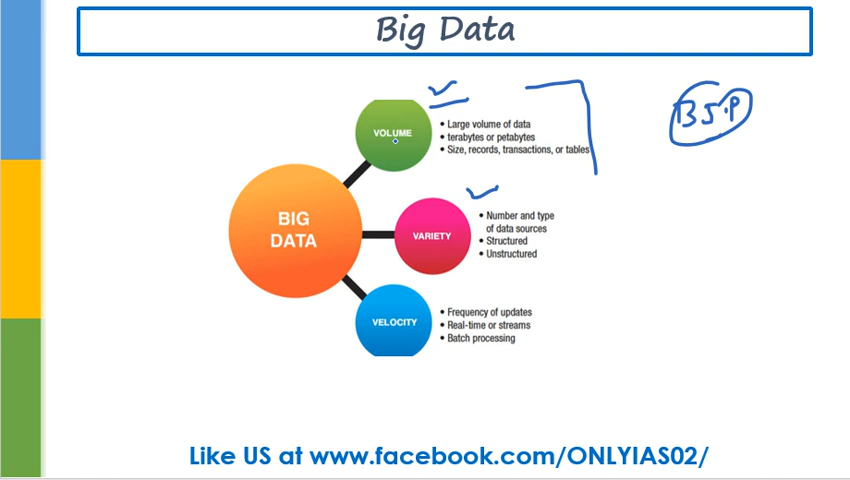 Big Data
VOLUME
• Large volume of data
• terabytes or petabytes
• Size, records, transactions, or tables
BIG
DATA
VARIETY
• Number and type
of data sources
• Structured
• Unstructured
VELOCITY
• Frequency of updates
• Real-time or streams
• Batch processing
Like US at www.facebook.com/ONLYIAS02/